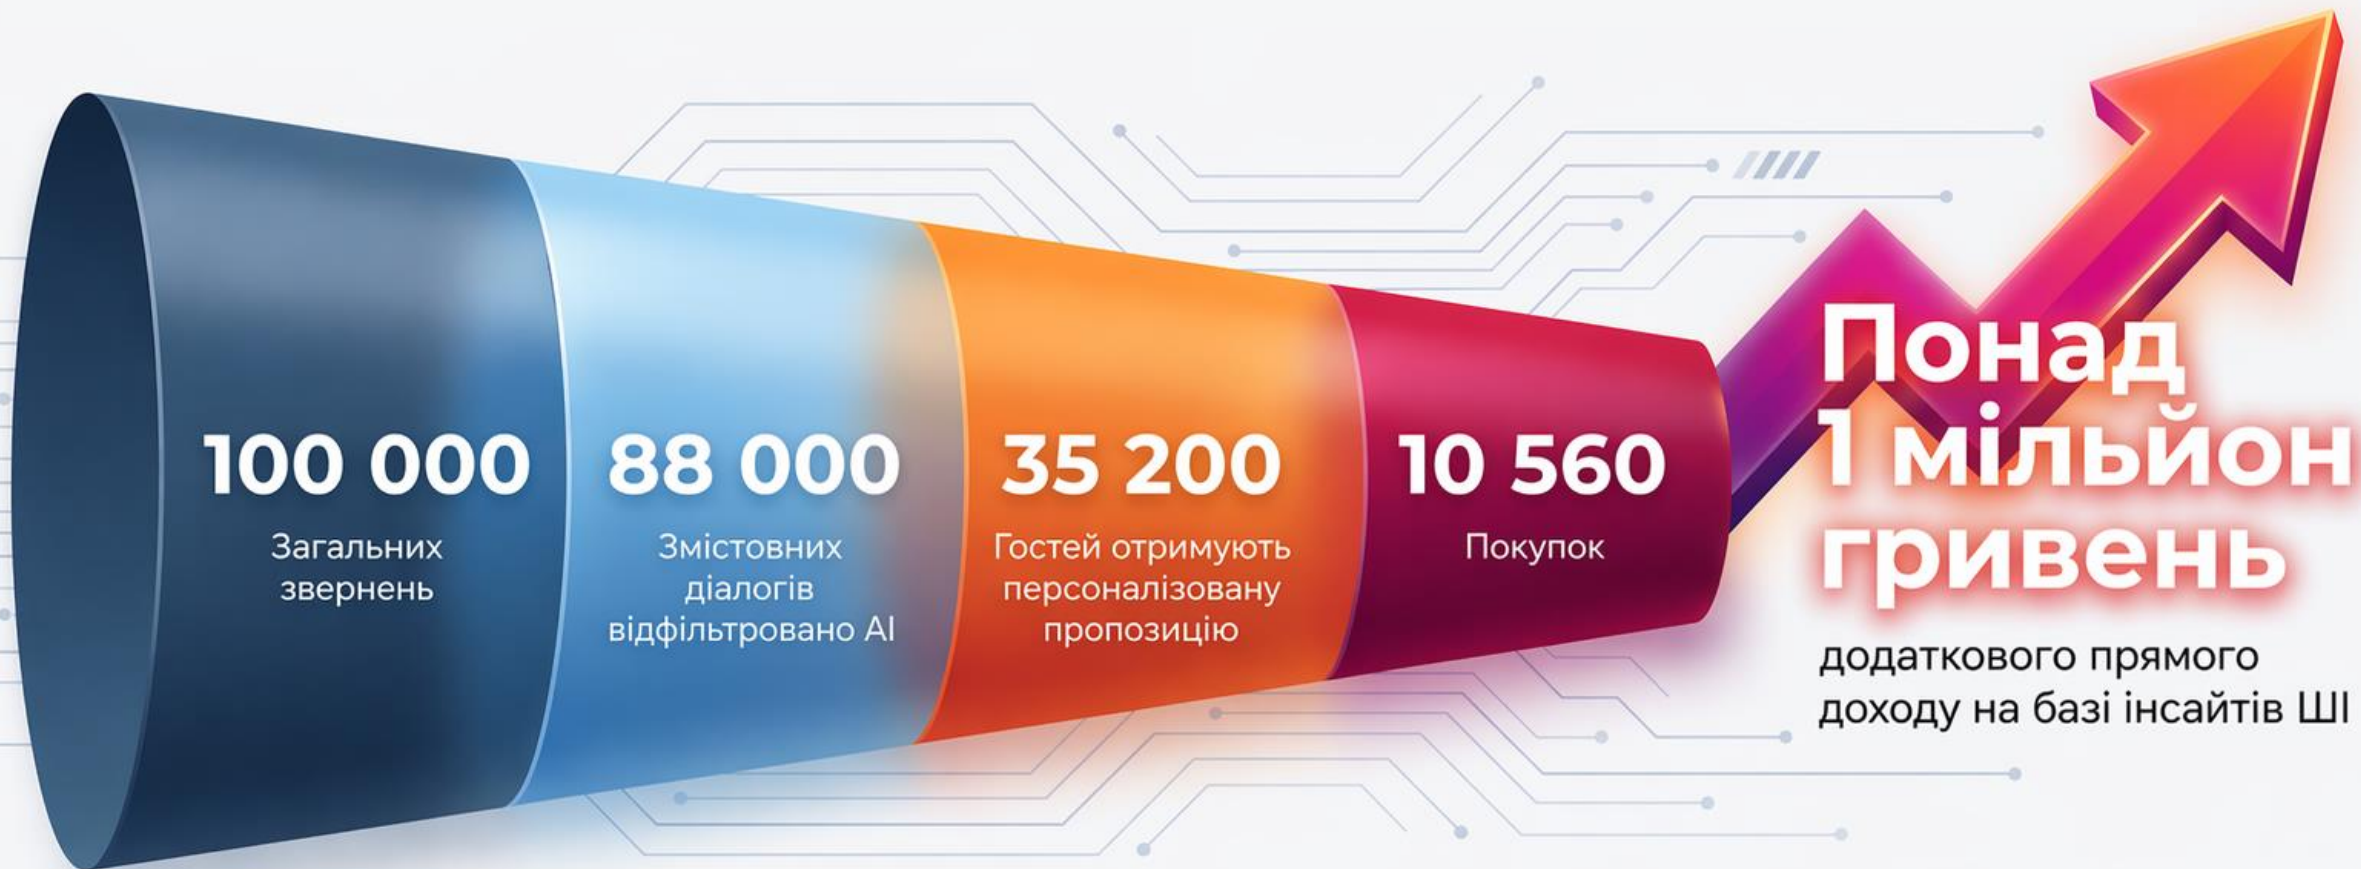 100 000
Загальних
звернень
88 000
Змістовних
діалогів
відфільтровано AI
35 200
Гостей отримують
персоналізовану
пропозицію
10 560
Покупок
Понад
1 мільйон
гривень
додаткового прямого
доходу на базі інсайтів ШІ